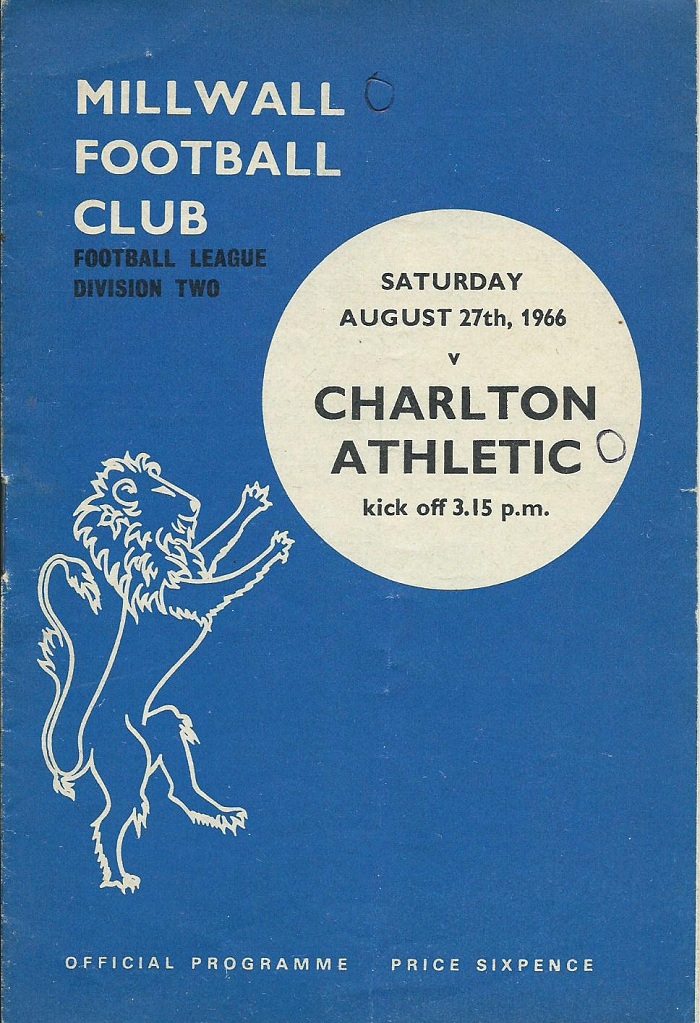 MILLWALL O
FOOTBALL
CLUB
FOOTBALL LEAGUE
DIVISION TWO
SATURDAY
AUGUST 27th, 1966
v
CHARLTON
ATHLETIC O
kick off 3.15 p.m.
OFFICIAL PROGRAMME PRICE SIXPENCE